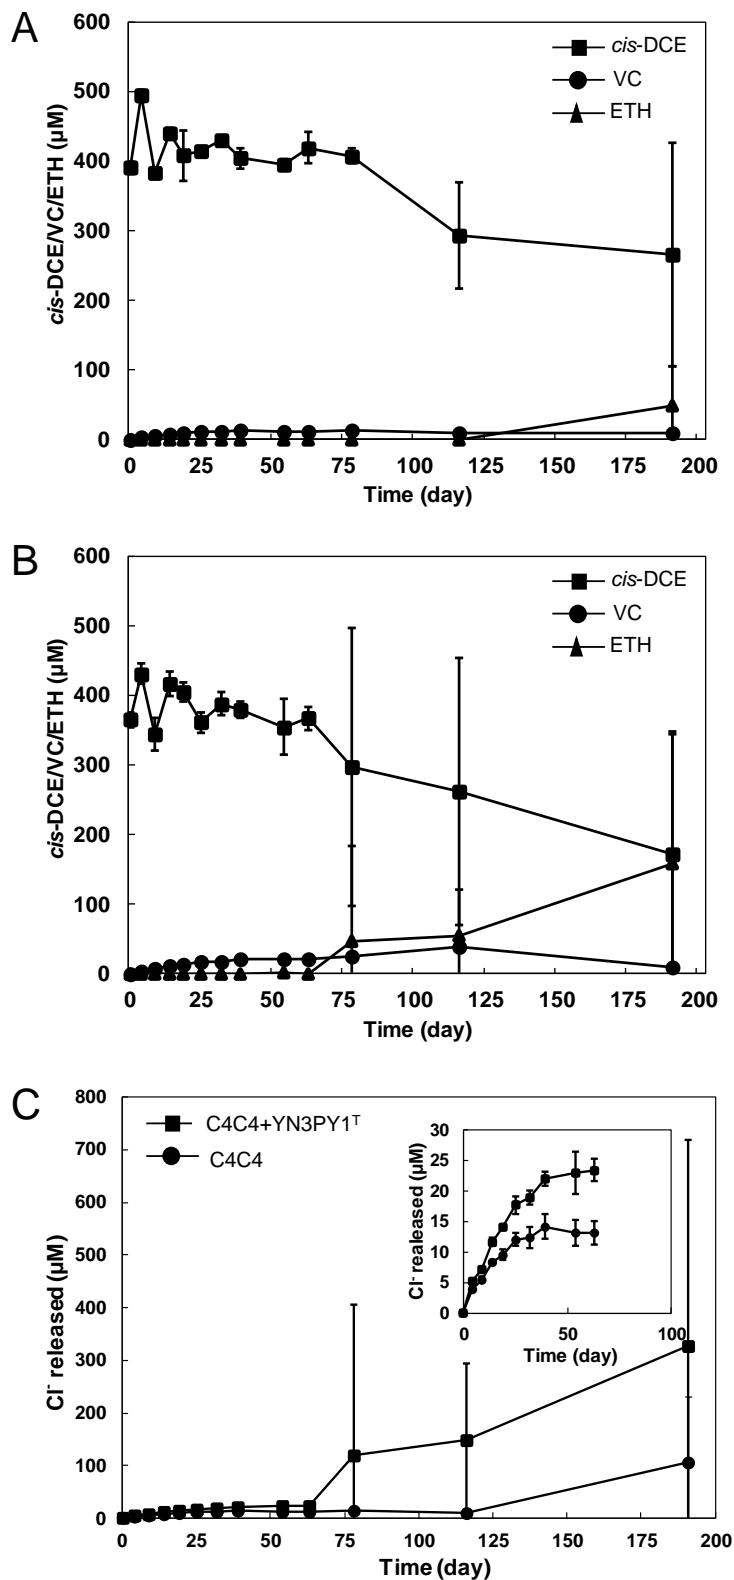 A
600
500
400
300
200
100
0
cis-DCE/VC/ETH (µM)
cis-DCE
VC
ETH
0 25 50 75 100 125 150 175 200
Time (day)
B
600
500
400
300
200
100
0
cis-DCE/VC/ETH (µM)
cis-DCE
VC
ETH
0 25 50 75 100 125 150 175 200
Time (day)
C
800
700
600
500
400
300
200
100
0
Cl- released (µM)
C4C4+YN3PY1T
C4C4
30
25
20
15
10
5
0
Cl- realeased (µM)
0 50 100
Time (day)
0 25 50 75 100 125 150 175 200
Time (day)